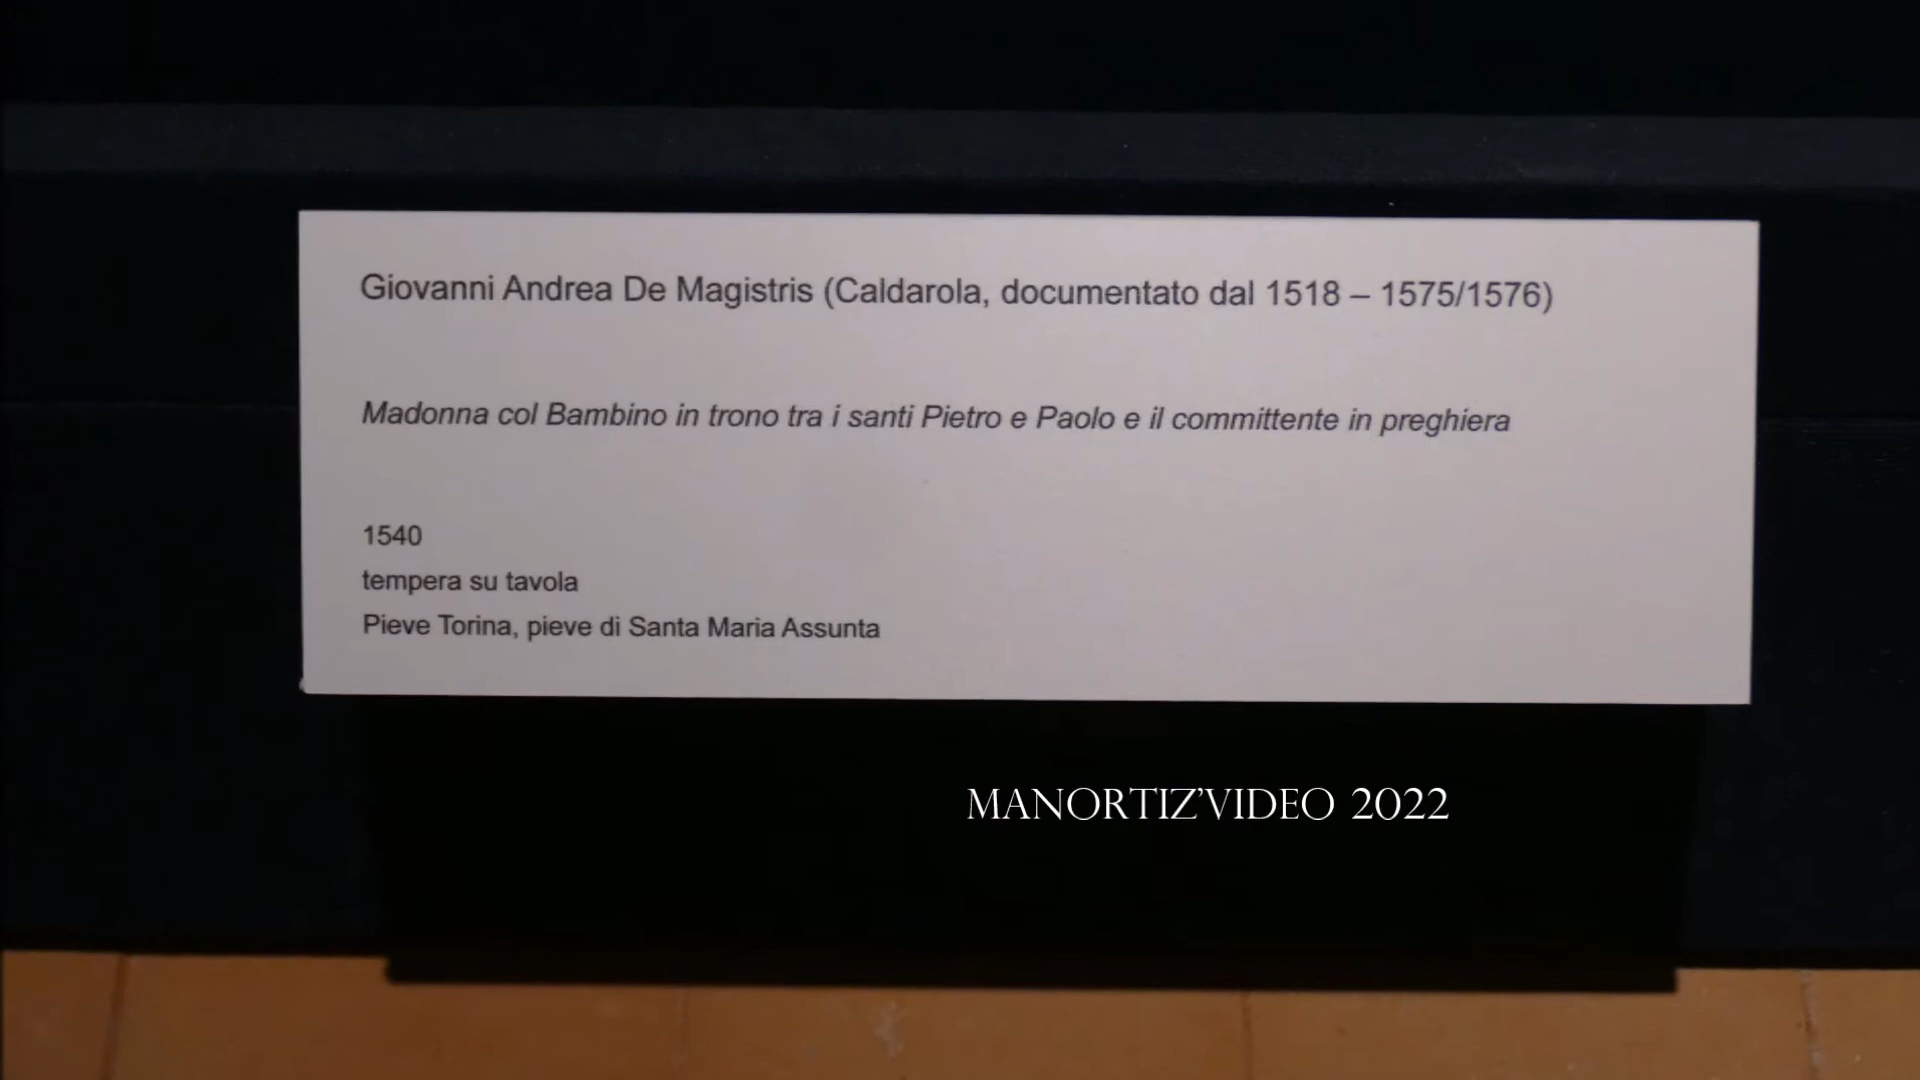 Giovanni Andrea De Magistris (Caldarola, documentato dal 1518 – 1575/1576)
Madonna col Bambino in trono tra i santi Pietro e Paolo e il committente in preghiera
1540
tempera su tavola
Pieve Torina, pieve di Santa Maria Assunta
MANORTIZ'VIDEO 2022